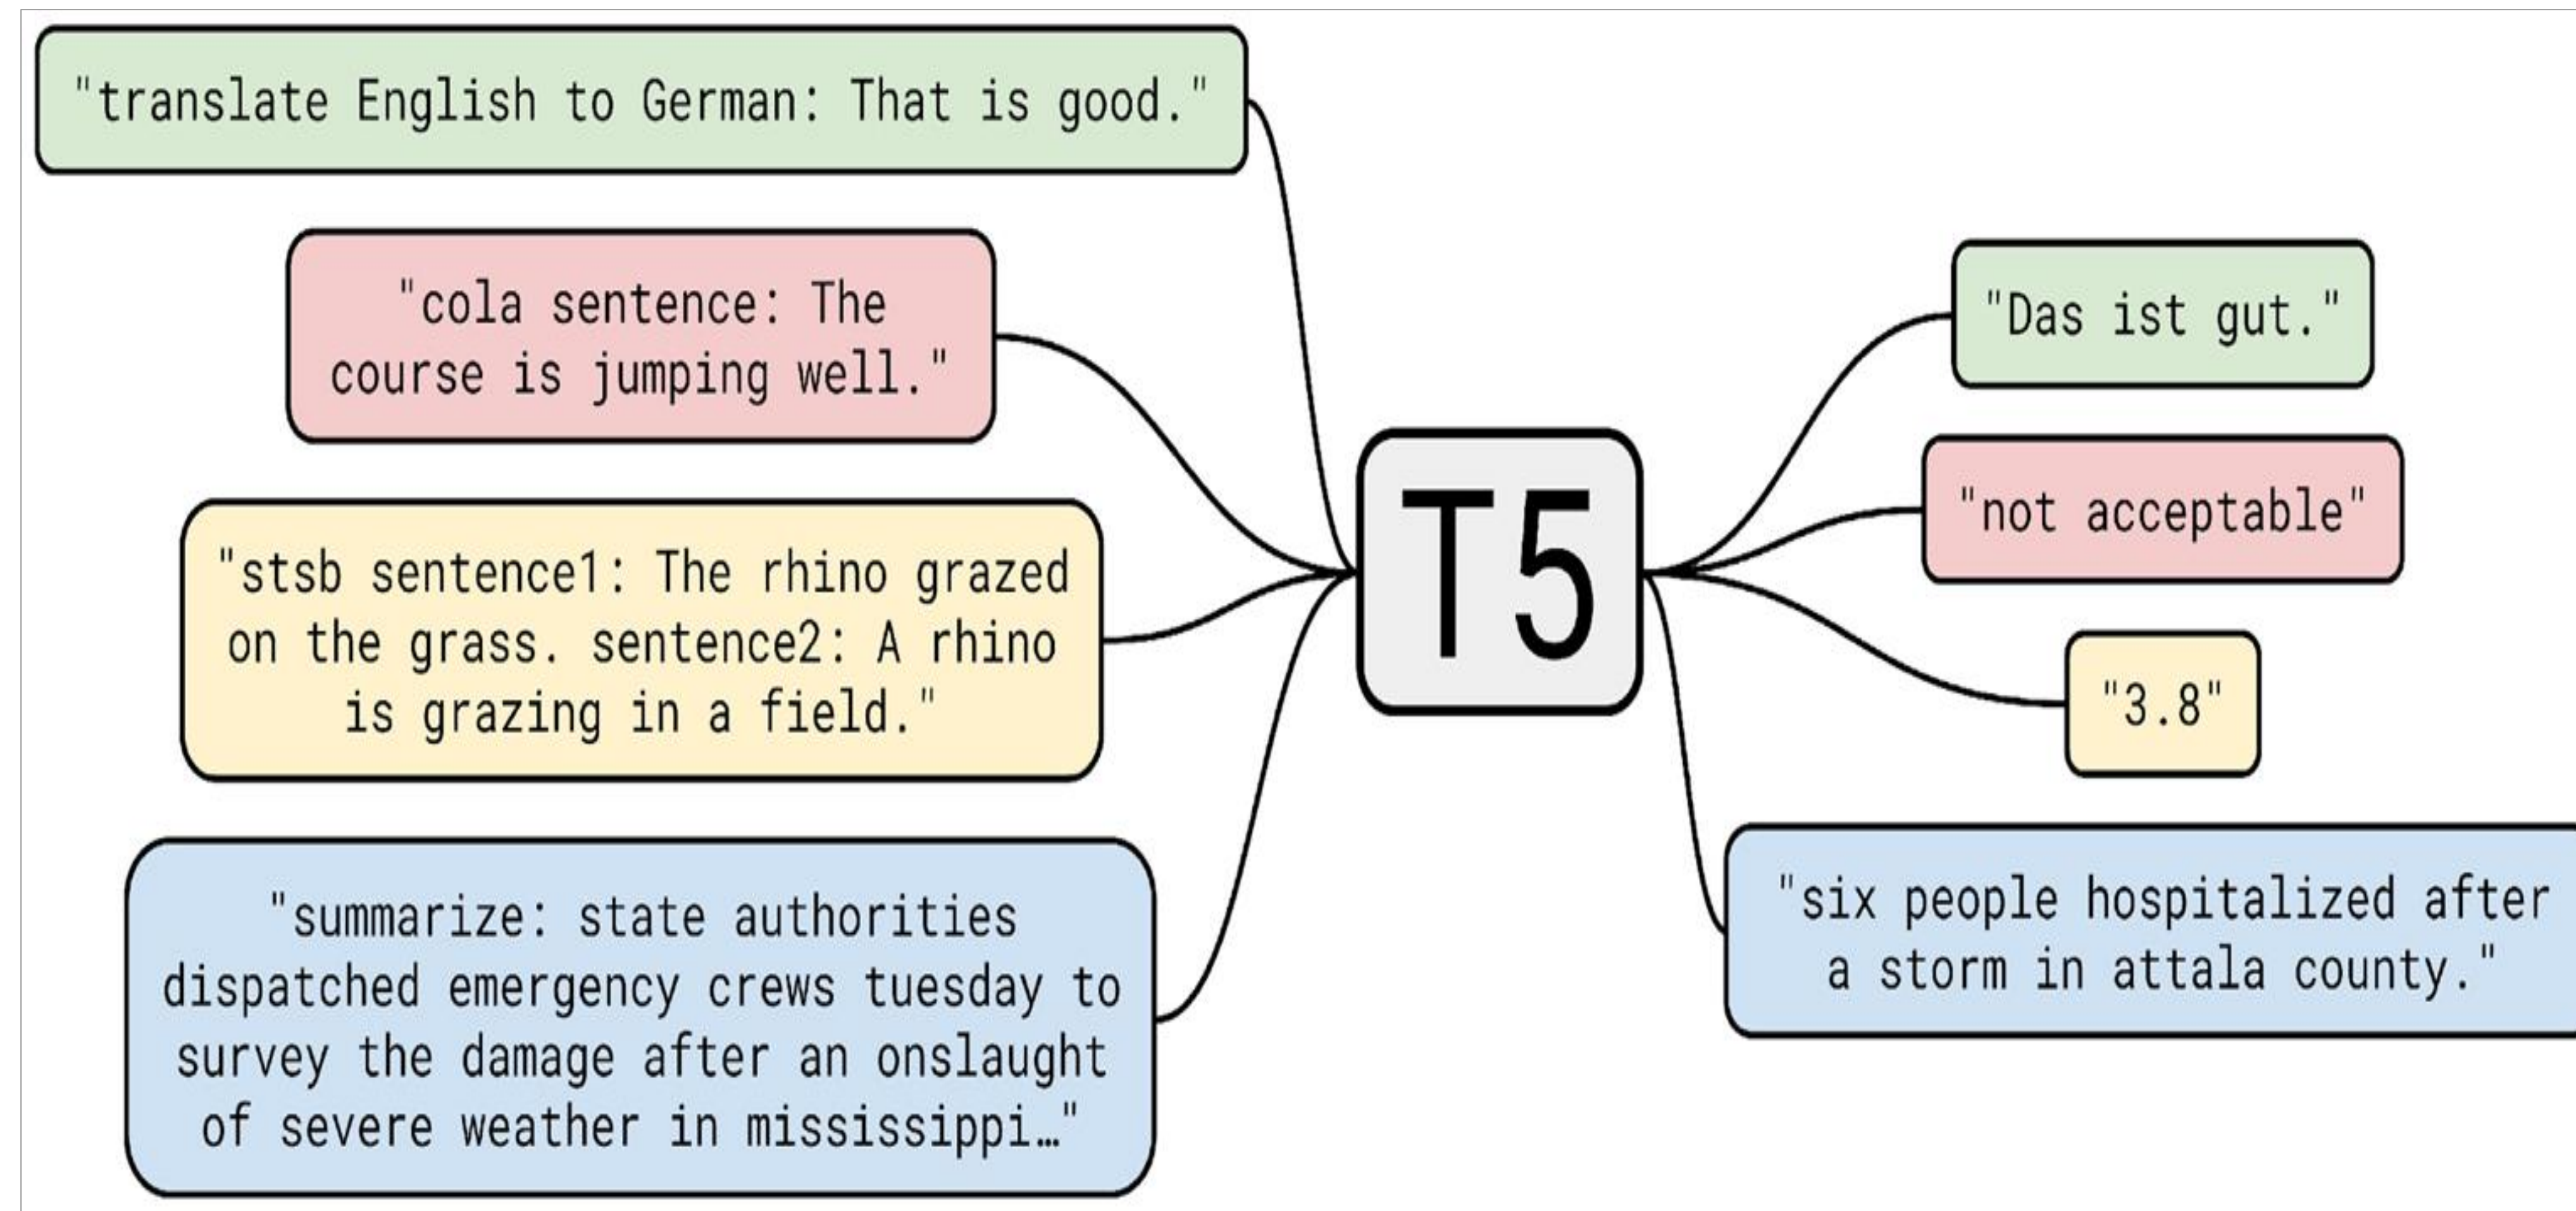 "translate English to German: That is good."
"cola sentence: The
course is jumping well."
"stsb sentence1: The rhino grazed
on the grass. sentence2: A rhino
is grazing in a field."
"summarize: state authorities
dispatched emergency crews tuesday to
survey the damage after an onslaught
of severe weather in mississippi…"
T5
"Das ist gut."
"not acceptable"
"3.8"
"six people hospitalized after
a storm in attala county."